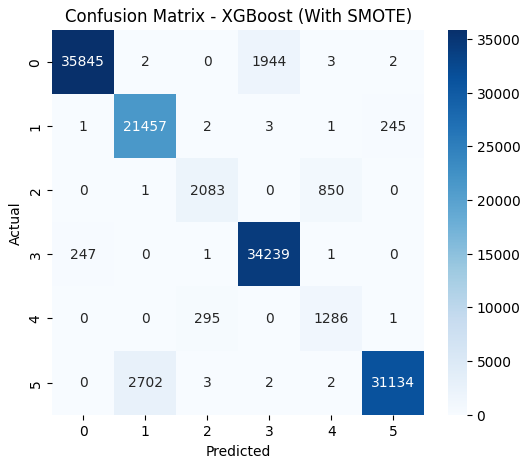 Confusion Matrix - XGBoost (With SMOTE)
0 35845 2 0 1944 3 2
1 1 21457 2 3 1 245
2 0 1 2083 0 850 0
3 247 0 1 34239 1 0
4 0 0 295 0 1286 1
5 0 2702 3 2 2 31134
0 1 2 3 4 5
Predicted
Actual
35000
30000
25000
20000
15000
10000
5000
0